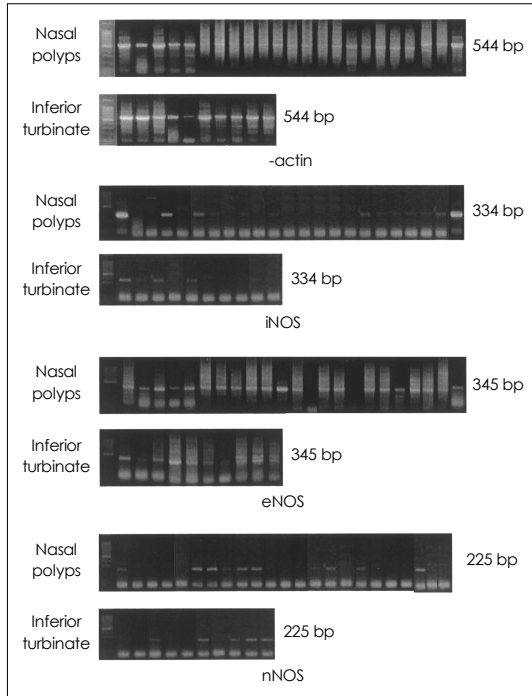 Nasal
polyps
544 bp
Inferior
turbinate
544 bp
-actin
Nasal
polyps
334 bp
Inferior
turbinate
334 bp
iNOS
Nasal
polyps
345 bp
Inferior
turbinate
345 bp
eNOS
Nasal
polyps
225 bp
Inferior
turbinate
225 bp
nNOS